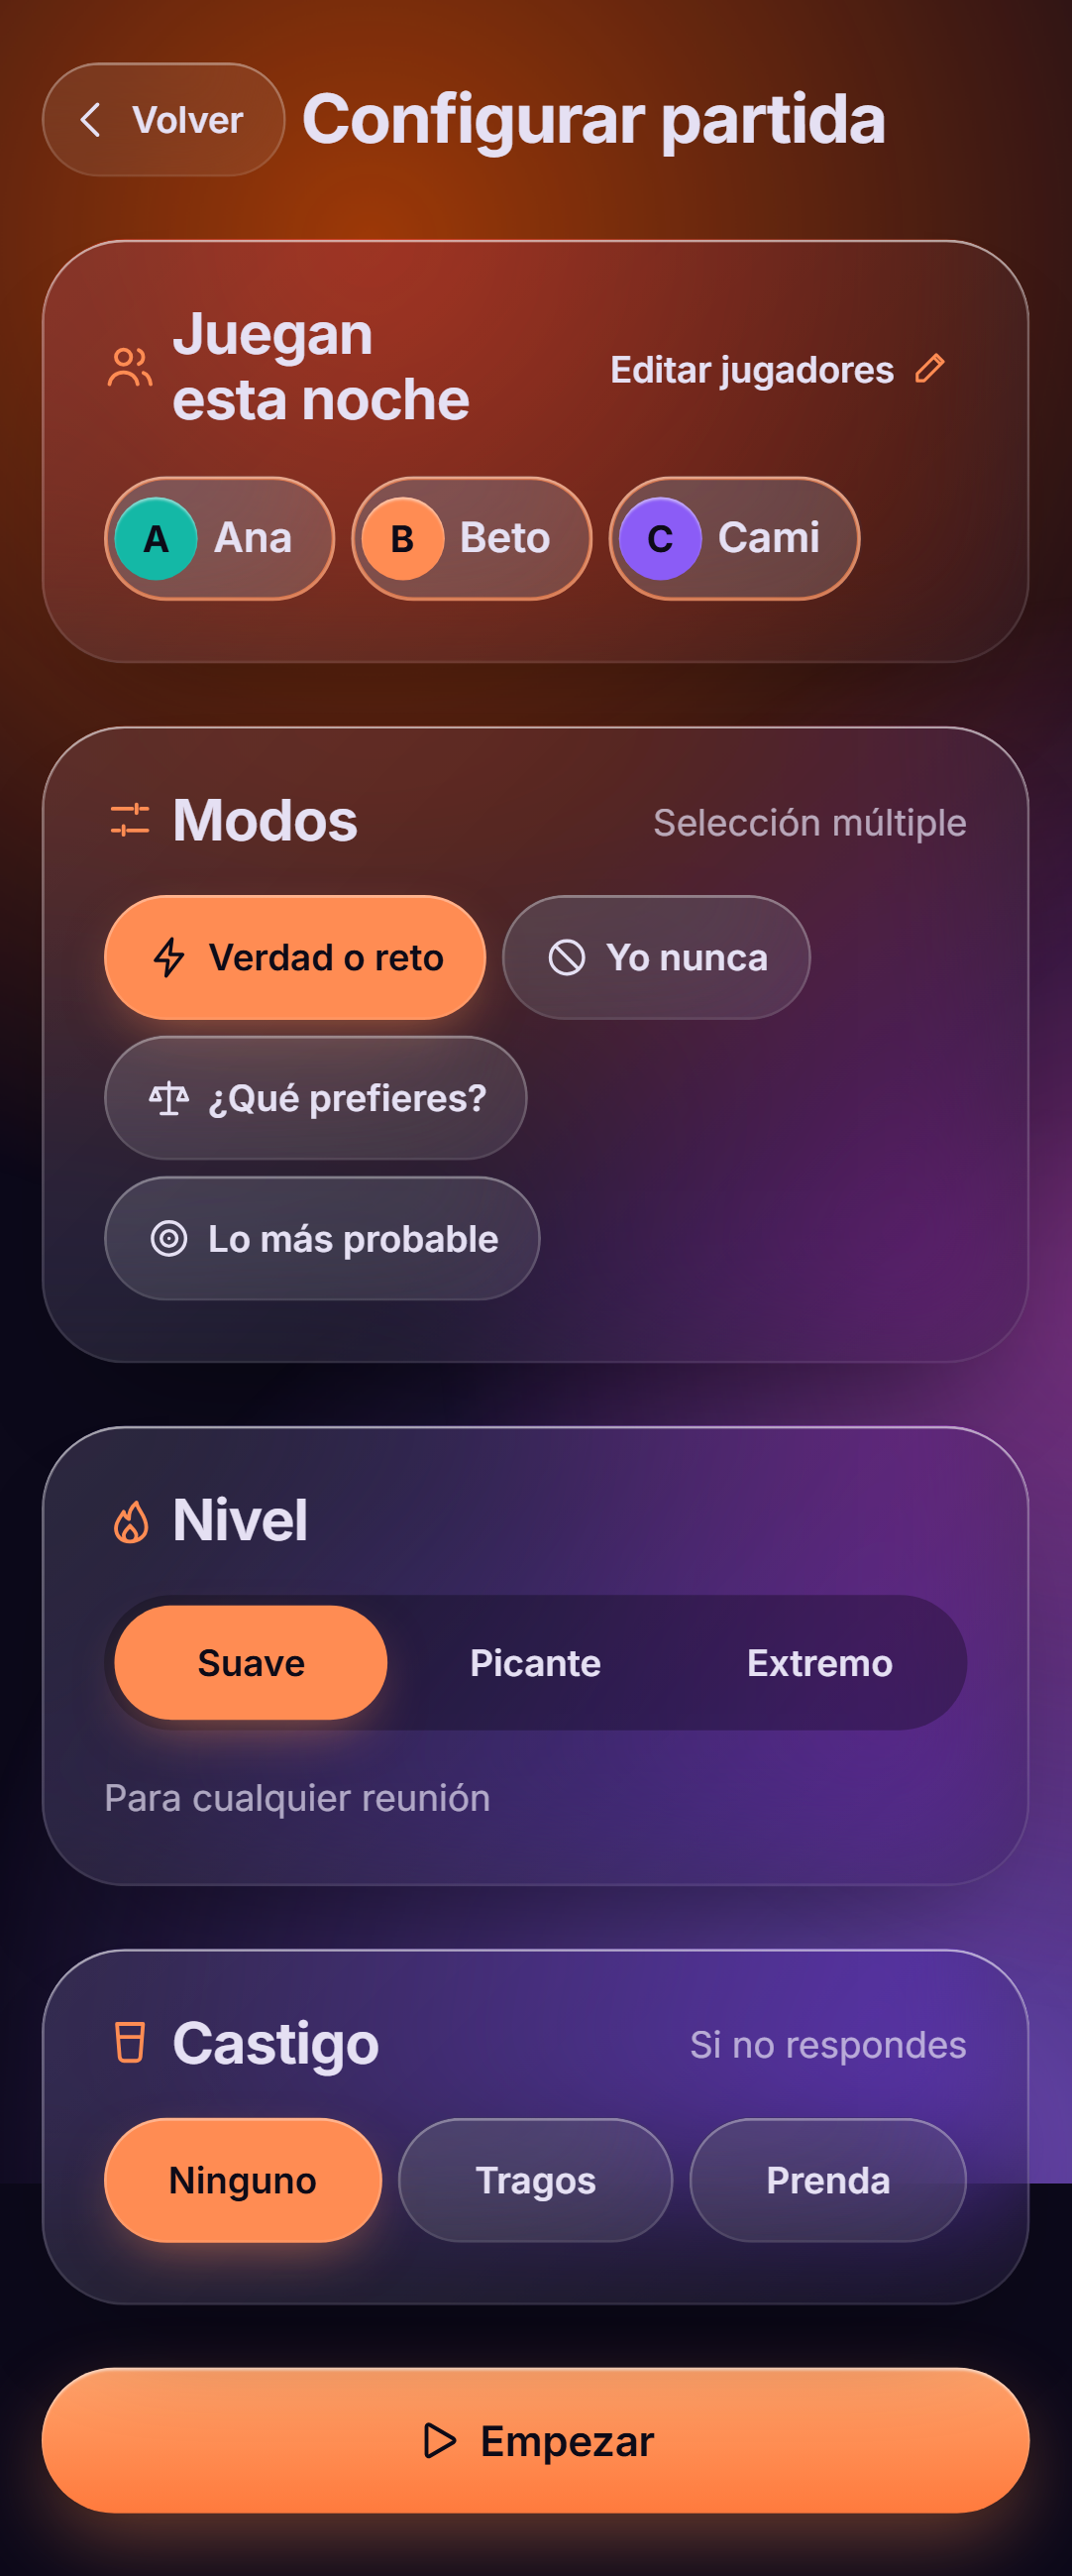 Volver
Configurar partida
Juegan
esta noche
Editar jugadores
A Ana
B Beto
C Cami
Modos
Selección múltiple
Verdad o reto
Yo nunca
¿Qué prefieres?
Lo más probable
Nivel
Suave
Picante
Extremo
Para cualquier reunión
Castigo
Si no respondes
Ninguno
Tragos
Prenda
Empezar